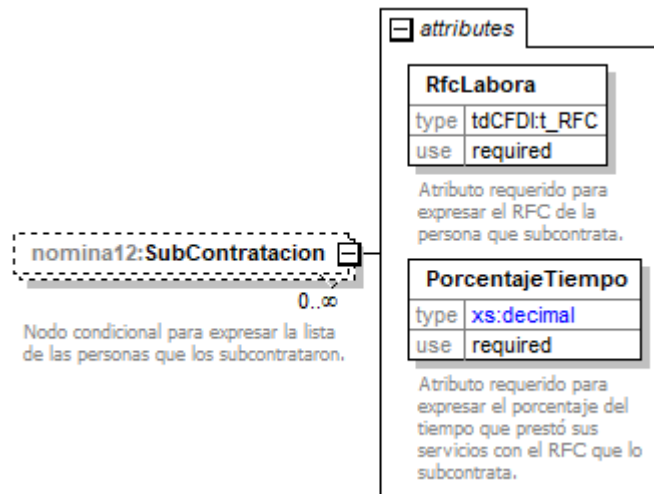 attributes
RfcLabora
type tdCFDI:t_RFC
use required
Atributo requerido para
expresar el RFC de la
persona que subcontrata.
nomina12:SubContratacion
0..∞
Nodo condicional para expresar la lista
de las personas que los subcontrataron.
PorcentajeTiempo
type xs:decimal
use required
Atributo requerido para
expresar el porcentaje del
tiempo que prestó sus
servicios con el RFC que lo
subcontrata.